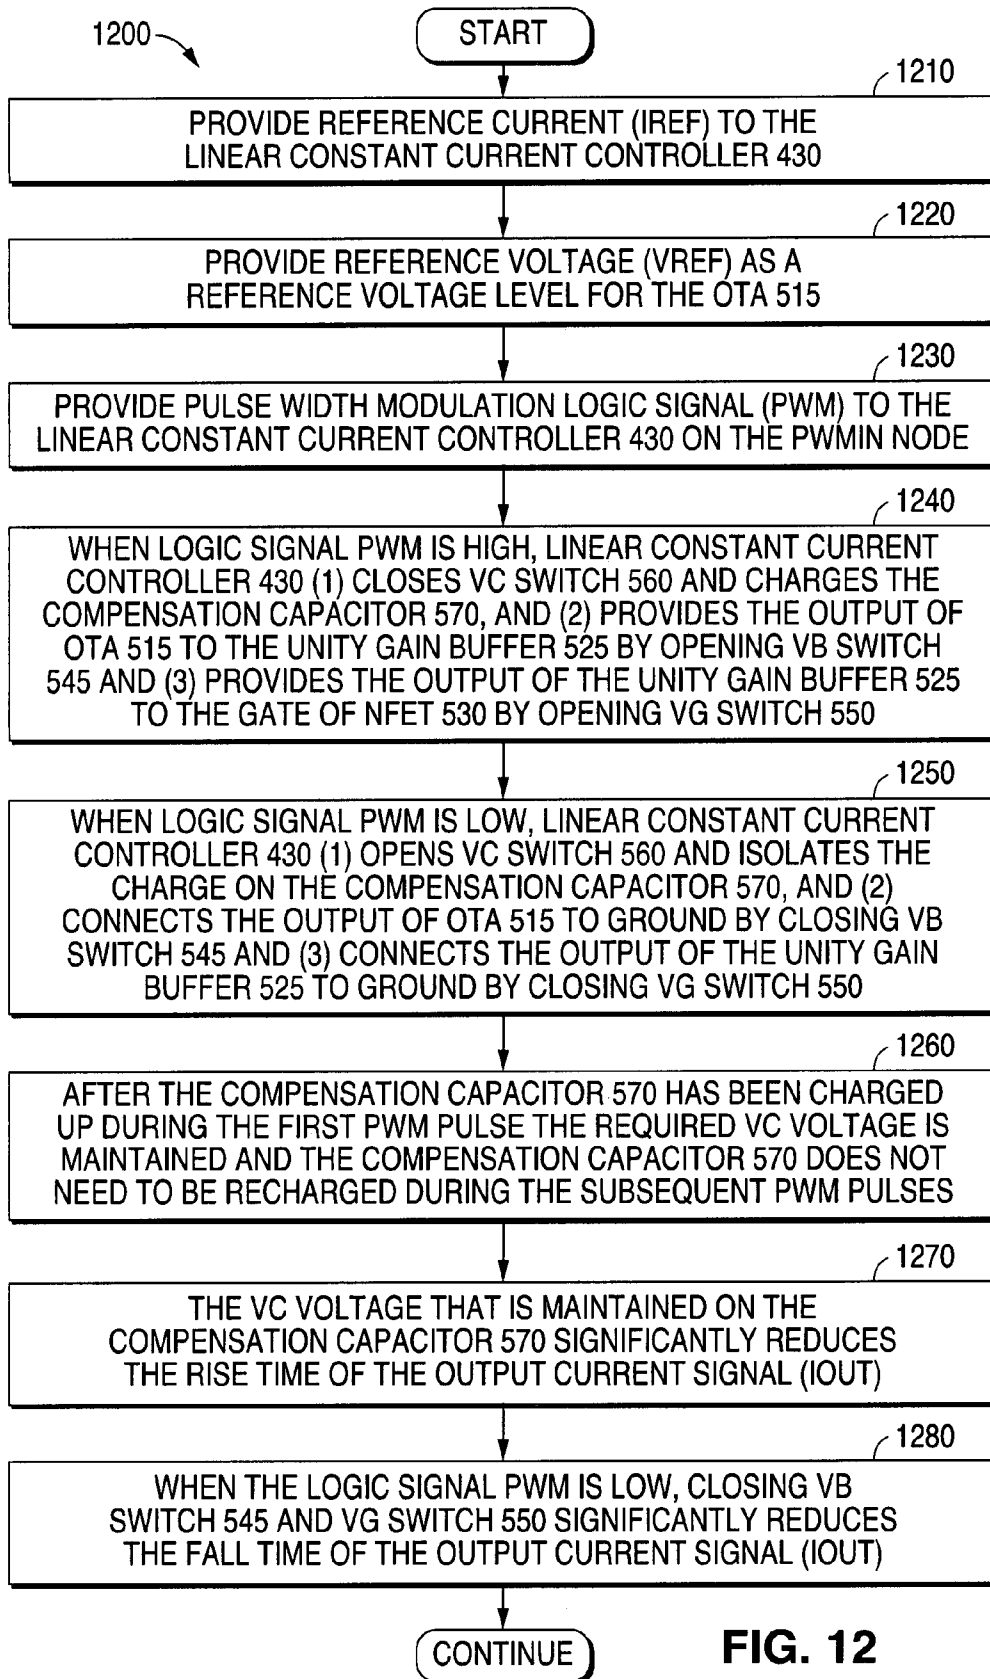 1200
START
1210
PROVIDE REFERENCE CURRENT (IREF) TO THE
LINEAR CONSTANT CURRENT CONTROLLER 430
1220
PROVIDE REFERENCE VOLTAGE (VREF) AS A
REFERENCE VOLTAGE LEVEL FOR THE OTA 515
1230
PROVIDE PULSE WIDTH MODULATION LOGIC SIGNAL (PWM) TO THE
LINEAR CONSTANT CURRENT CONTROLLER 430 ON THE PWMIN NODE
1240
WHEN LOGIC SIGNAL PWM IS HIGH, LINEAR CONSTANT CURRENT
CONTROLLER 430 (1) CLOSES VC SWITCH 560 AND CHARGES THE
COMPENSATION CAPACITOR 570, AND (2) PROVIDES THE OUTPUT OF
OTA 515 TO THE UNITY GAIN BUFFER 525 BY OPENING VB SWITCH
545 AND (3) PROVIDES THE OUTPUT OF THE UNITY GAIN BUFFER 525
TO THE GATE OF NFET 530 BY OPENING VG SWITCH 550
1250
WHEN LOGIC SIGNAL PWM IS LOW, LINEAR CONSTANT CURRENT
CONTROLLER 430 (1) OPENS VC SWITCH 560 AND ISOLATES THE
CHARGE ON THE COMPENSATION CAPACITOR 570, AND (2)
CONNECTS THE OUTPUT OF OTA 515 TO GROUND BY CLOSING VB
SWITCH 545 AND (3) CONNECTS THE OUTPUT OF THE UNITY GAIN
BUFFER 525 TO GROUND BY CLOSING VG SWITCH 550
1260
AFTER THE COMPENSATION CAPACITOR 570 HAS BEEN CHARGED
UP DURING THE FIRST PWM PULSE THE REQUIRED VC VOLTAGE IS
MAINTAINED AND THE COMPENSATION CAPACITOR 570 DOES NOT
NEED TO BE RECHARGED DURING THE SUBSEQUENT PWM PULSES
1270
THE VC VOLTAGE THAT IS MAINTAINED ON THE
COMPENSATION CAPACITOR 570 SIGNIFICANTLY REDUCES
THE RISE TIME OF THE OUTPUT CURRENT SIGNAL (IOUT)
1280
WHEN THE LOGIC SIGNAL PWM IS LOW, CLOSING VB
SWITCH 545 AND VG SWITCH 550 SIGNIFICANTLY REDUCES
THE FALL TIME OF THE OUTPUT CURRENT SIGNAL (IOUT)
CONTINUE
FIG. 12